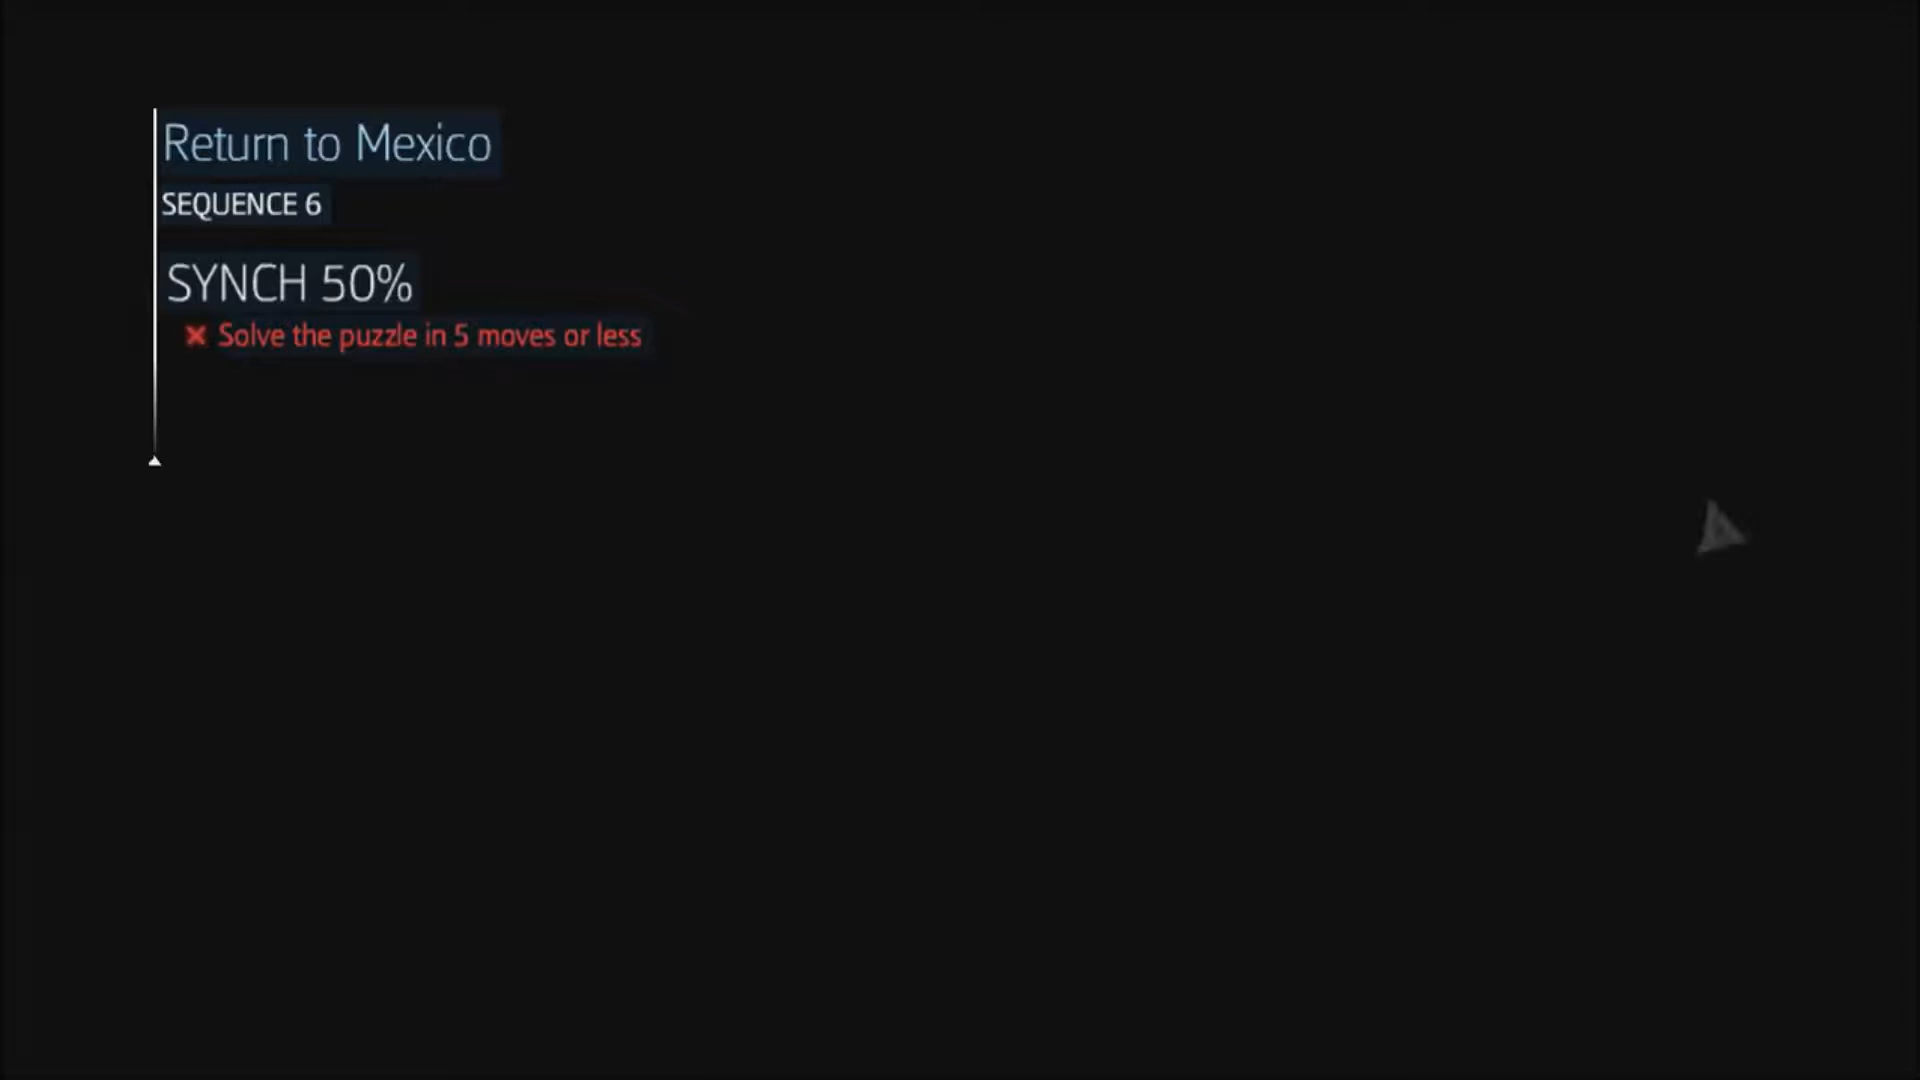 Return to Mexico
SEQUENCE 6
SYNCH 50%
Solve the puzzle in 5 moves or less